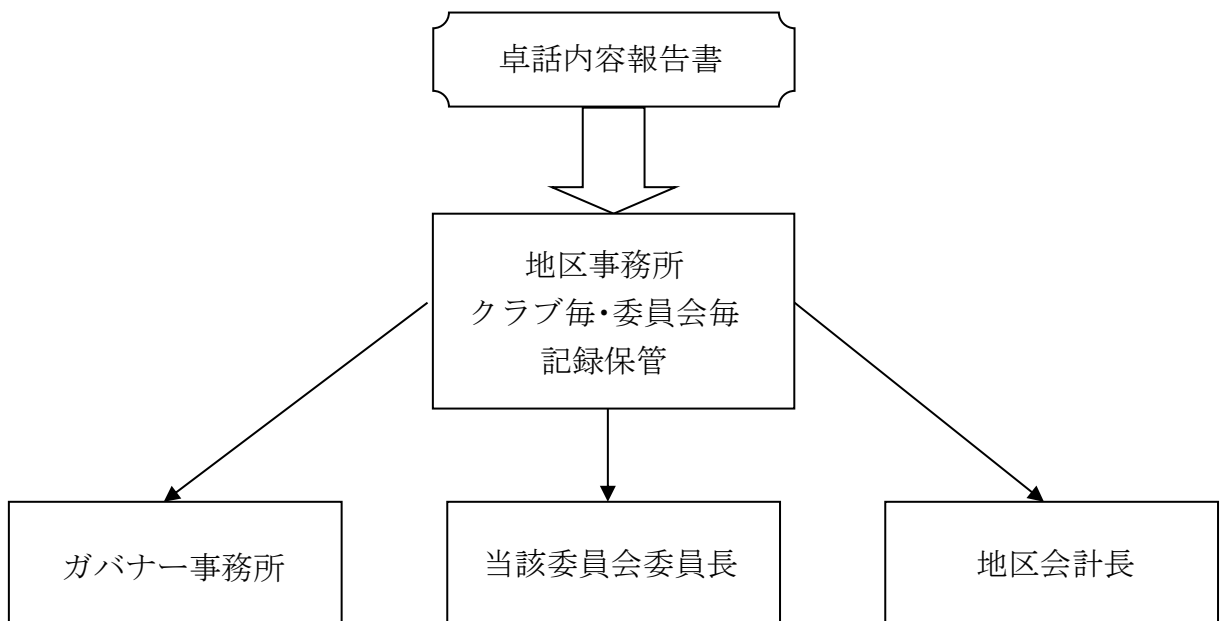 卓話内容報告書
地区事務所
クラブ毎・委員会毎
記録保管
ガバナー事務所
当該委員会委員長
地区会計長